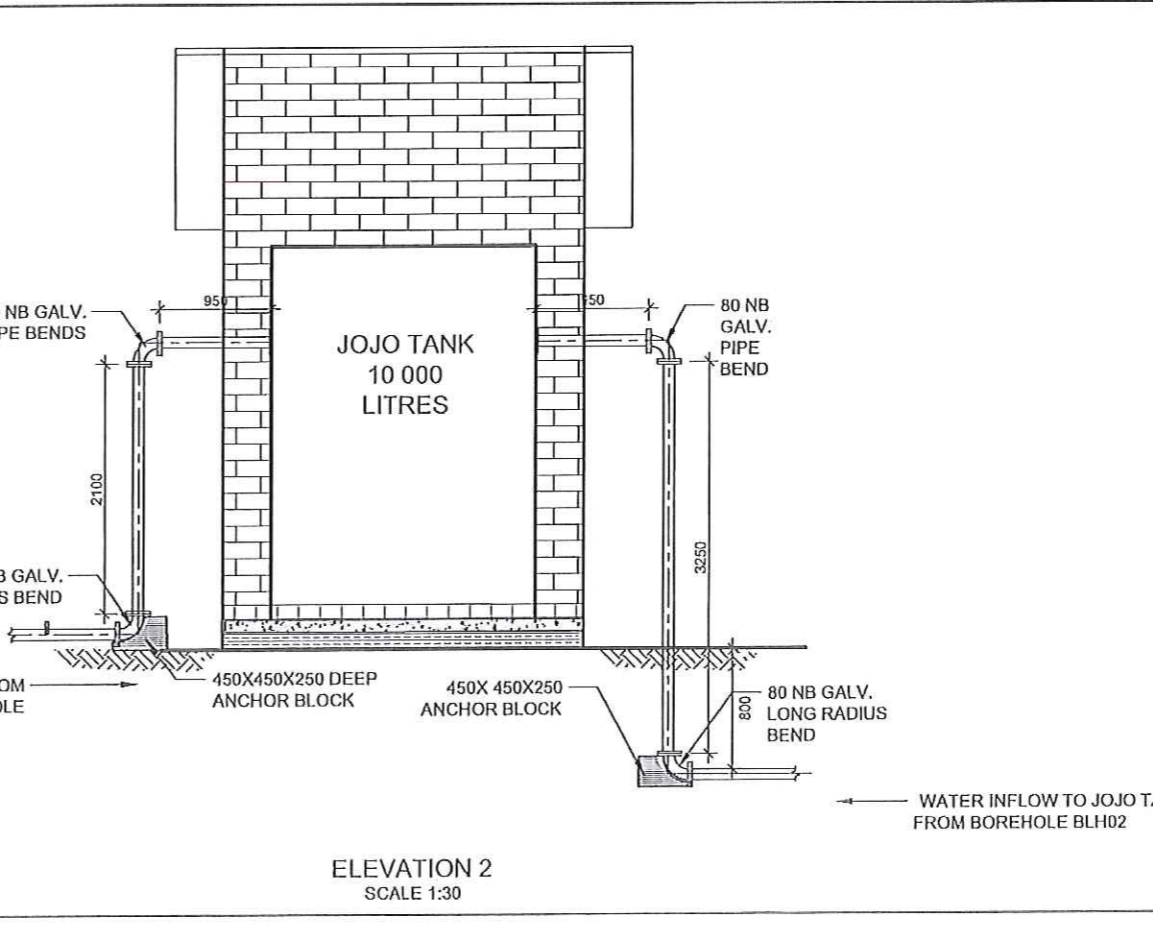 NB GALV.
PE BENDS
950
80 NB
GALV.
PIPE
BEND
JOJO TANK
10 000
LITRES
2100
3250
B GALV.
S BEND
450X450X250 DEEP
ANCHOR BLOCK
OM
OLE
450X 450X250
ANCHOR BLOCK
800
80 NB GALV.
LONG RADIUS
BEND
WATER INFLOW TO JOJO TA
FROM BOREHOLE BLH02
ELEVATION 2
SCALE 1:30